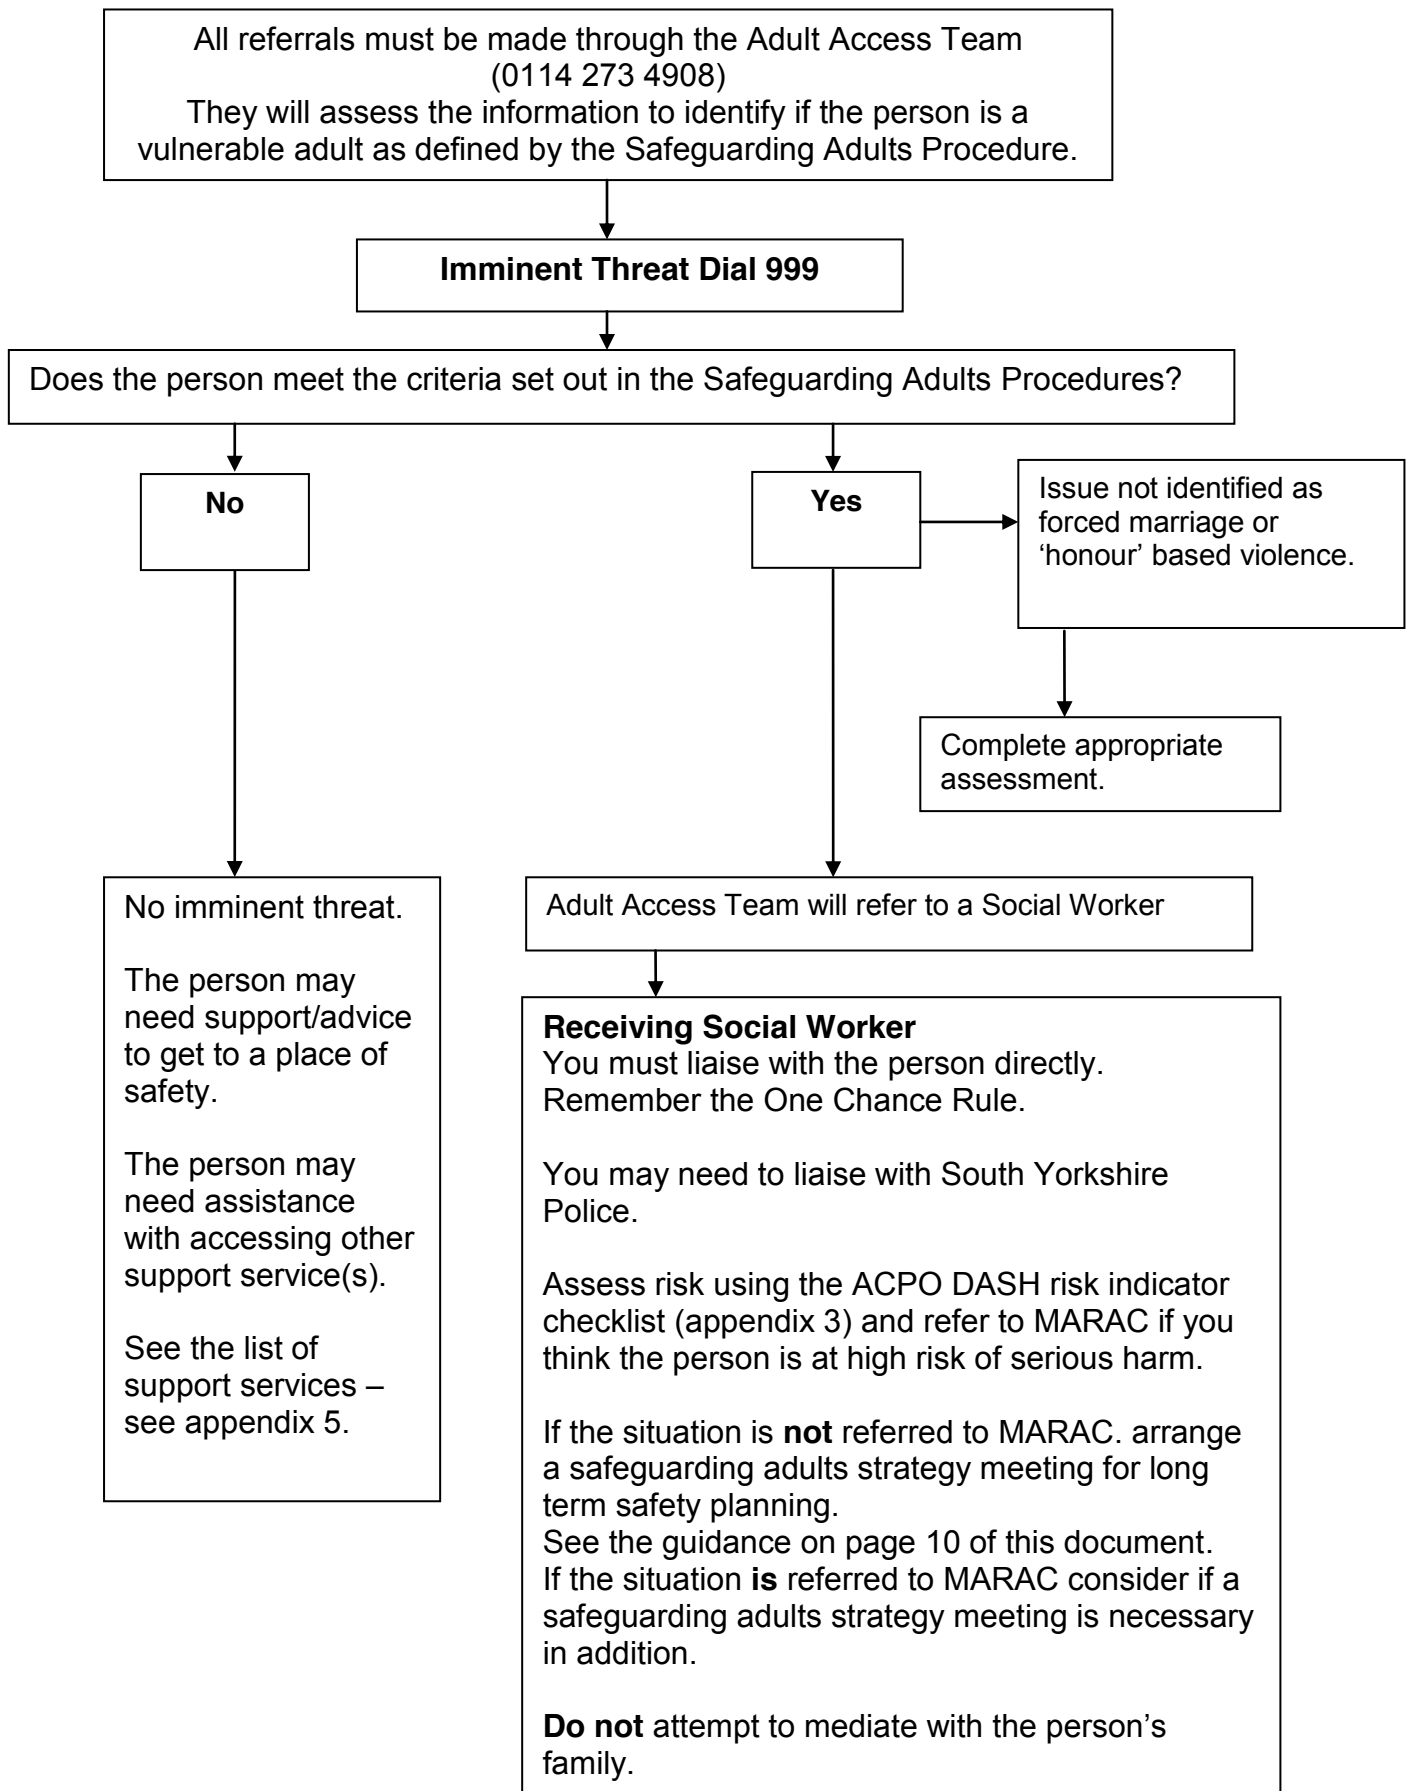 All referrals must be made through the Adult Access Team
(0114 273 4908)
They will assess the information to identify if the person is a
vulnerable adult as defined by the Safeguarding Adults Procedure.
Imminent Threat Dial 999
Does the person meet the criteria set out in the Safeguarding Adults Procedures?
No
Yes
Issue not identified as
forced marriage or
‘honour’ based violence.
Complete appropriate
assessment.
No imminent threat.
The person may
need support/advice
to get to a place of
safety.
The person may
need assistance
with accessing other
support service(s).
See the list of
support services –
see appendix 5.
Adult Access Team will refer to a Social Worker
Receiving Social Worker
You must liaise with the person directly.
Remember the One Chance Rule.
You may need to liaise with South Yorkshire
Police.
Assess risk using the ACPO DASH risk indicator
checklist (appendix 3) and refer to MARAC if you
think the person is at high risk of serious harm.
If the situation is not referred to MARAC. arrange
a safeguarding adults strategy meeting for long
term safety planning.
See the guidance on page 10 of this document.
If the situation is referred to MARAC consider if a
safeguarding adults strategy meeting is necessary
in addition.
Do not attempt to mediate with the person’s
family.